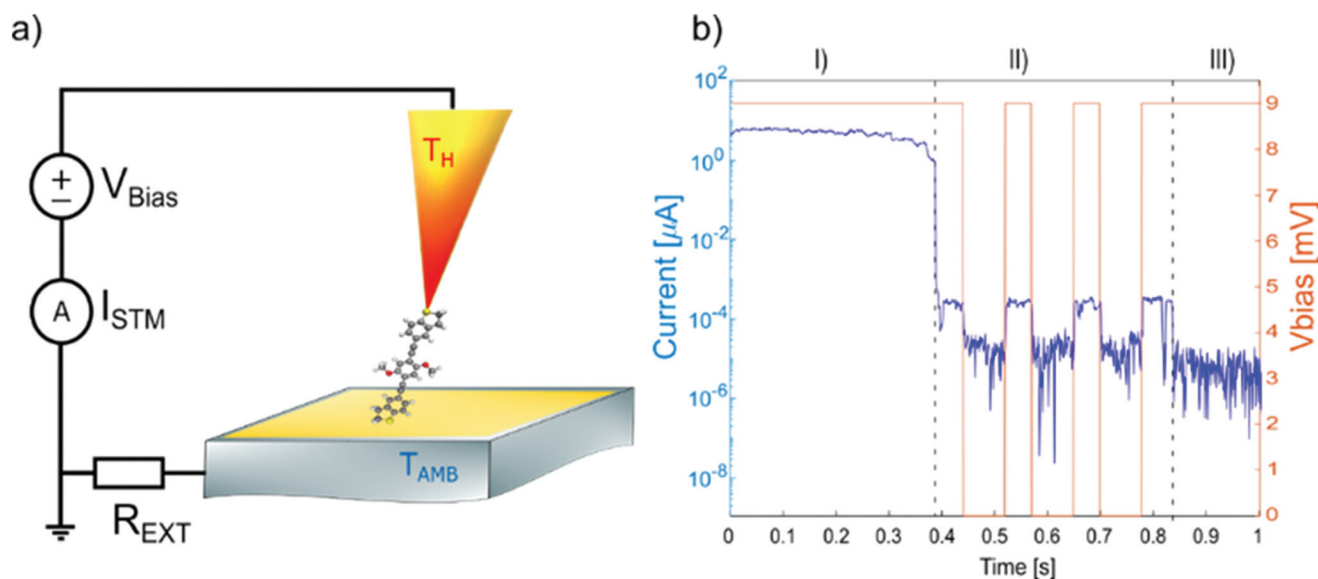 a)
T_H
+
−
V_Bias
A
I_STM
T_AMB
R_EXT
b)
I)
II)
III)
10^2
10^0
10^-2
10^-4
10^-6
10^-8
Current [μA]
9
8
7
6
5
4
3
2
1
0
Vbias [mV]
0 0.1 0.2 0.3 0.4 0.5 0.6 0.7 0.8 0.9 1
Time [s]